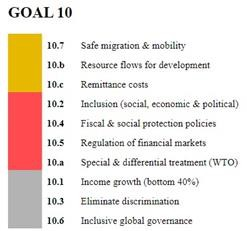 GOAL 10
10.7 Safe migration & mobility
10.b Resource flows for development
10.c Remittance costs
10.2 Inclusion (social, economic & political)
10.4 Fiscal & social protection policies
10.5 Regulation of financial markets
10.a Special & differential treatment (WTO)
10.1 Income growth (bottom 40%)
10.3 Eliminate discrimination
10.6 Inclusive global governance